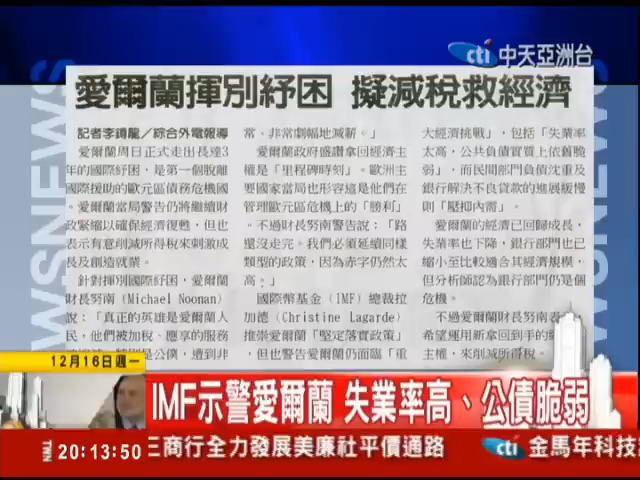 cti 中天亞洲台
愛爾蘭揮別紓困 擬減稅救經濟
記者李鐏龍／綜合外電報導
愛爾蘭周日正式走出長達3
年的國際紓困，是第一個脫離
國際援助的歐元區債務危機國
。愛爾蘭當局警告仍將繼續財
政緊縮以確保經濟復甦，但也
表示有意削減所得稅來刺激成
長及創造就業。
針對揮別國際紓困，愛爾蘭
財長努南（Michael Noonan）
說：「真正的英雄是愛爾蘭人
民，他們被加稅、應享的服務
是公僕，遭到非
常、非常劇幅地減薪。」
愛爾蘭政府盛讚拿回經濟主
權是「里程碑時刻」。歐洲主
要國家當局也形容這是他們在
管理歐元區危機上的「勝利」
。不過財長努南警告說：「路
還沒走完。我們必須延續同樣
類型的政策，因為赤字仍然太
高。」
國際幣基金（IMF）總裁拉
加德（Christine Lagarde）
推崇愛爾蘭「堅定落實政策」
，但也警告愛爾蘭仍面臨「重
大經濟挑戰」，包括「失業率
太高，公共負債實質上依舊脆
弱」，而民間部門負債沈重及
銀行解決不良貸款的進展緩慢
則「壓抑內需」。
愛爾蘭的經濟已回歸成長，
失業率也下降，銀行部門也已
縮小至比較適合其經濟規模，
但分析師認為銀行部門仍是個
危機。
不過愛爾蘭財長努南表
希望運用新拿回到手的
主權，來削減所得稅。
12月16日週一
IMF示警愛爾蘭 失業率高、公債脆弱
TWN 20:13:50 三商行全力發展美廉社平價通路 cti 金馬年科技
NEWS
NEWS